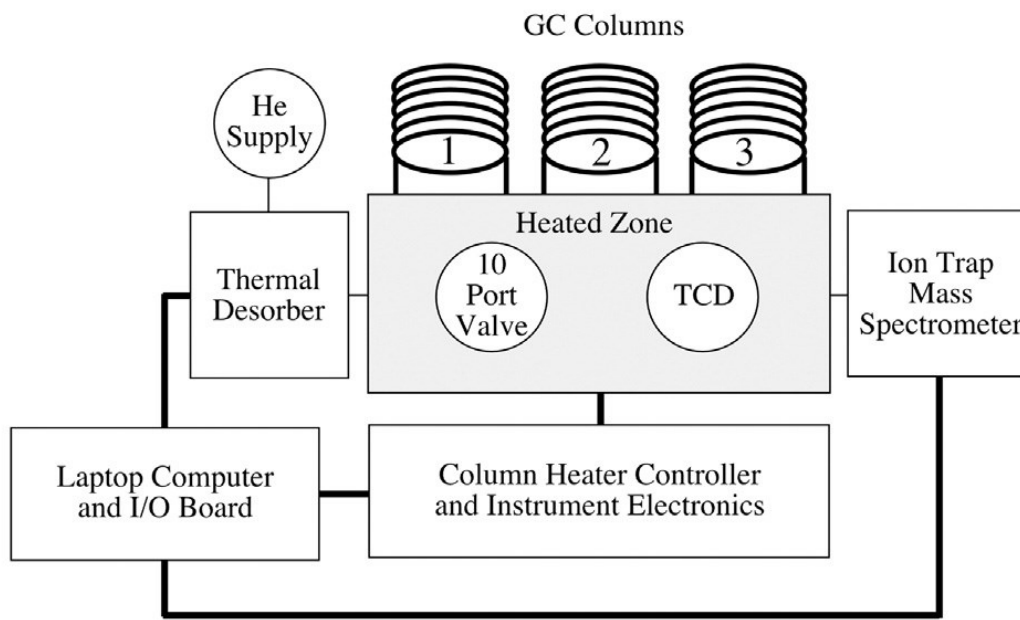 GC Columns
He
Supply
1
2
3
Heated Zone
Thermal
Desorber
10
Port
Valve
TCD
Ion Trap
Mass
Spectrometer
Laptop Computer
and I/O Board
Column Heater Controller
and Instrument Electronics